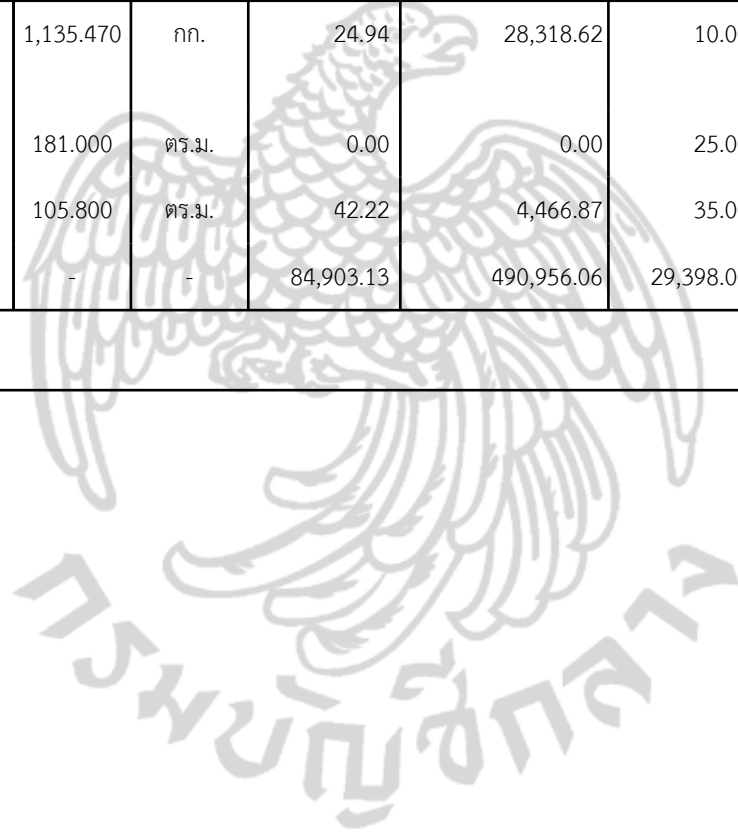 1,135.470 กก. 24.94 28,318.62 10.0
181.000 ตร.ม. 0.00 0.00 25.0
105.800 ตร.ม. 42.22 4,466.87 35.0
- - 84,903.13 490,956.06 29,398.0
กรมบัญชีกลาง